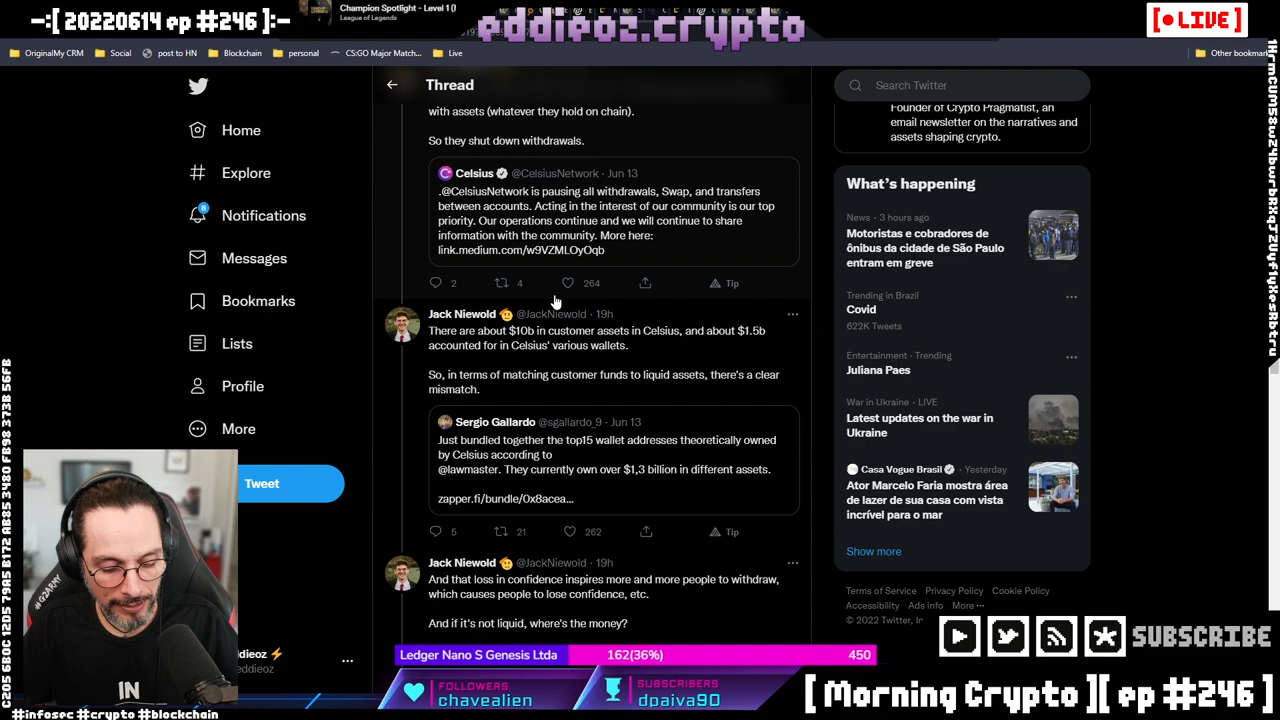 -:[ 20220614 ep #246 ]:-
Champion Spotlight - Level 1 (
League of Legends
eddieoz.crypto
[ LIVE ]
OriginalMy CRM
Social
post to HN
Blockchain
personal
CS:GO Major Match...
Live
Other bookmar
Home
Explore
8
Notifications
Messages
Bookmarks
Lists
Profile
More
Tweet
Thread
with assets (whatever they hold on chain).
So they shut down withdrawals.
Celsius @CelsiusNetwork · Jun 13
.@CelsiusNetwork is pausing all withdrawals, Swap, and transfers
between accounts. Acting in the interest of our community is our top
priority. Our operations continue and we will continue to share
information with the community. More here:
link.medium.com/w9VZMLOyOqb
2
4
264
Tip
Jack Niewold @JackNiewold · 19h
There are about $10b in customer assets in Celsius, and about $1.5b
accounted for in Celsius' various wallets.
So, in terms of matching customer funds to liquid assets, there's a clear
mismatch.
Sergio Gallardo @sgallardo_9 · Jun 13
Just bundled together the top15 wallet addresses theoretically owned
by Celsius according to
@lawmaster. They currently own over $1,3 billion in different assets.
zapper.fi/bundle/0x8acea...
5
21
262
Tip
Jack Niewold @JackNiewold · 19h
And that loss in confidence inspires more and more people to withdraw,
which causes people to lose confidence, etc.
And if it's not liquid, where's the money?
Search Twitter
Founder of Crypto Pragmatist, an
email newsletter on the narratives and
assets shaping crypto.
What's happening
News · 3 hours ago
Motoristas e cobradores de
ônibus da cidade de São Paulo
entram em greve
Trending in Brazil
Covid
622K Tweets
Entertainment · Trending
Juliana Paes
War in Ukraine · LIVE
Latest updates on the war in
Ukraine
Casa Vogue Brasil · Yesterday
Ator Marcelo Faria mostra área
de lazer de sua casa com vista
incrível para o mar
Show more
Terms of Service Privacy Policy Cookie Policy
Accessibility Ads info More ...
© 2022 Twitter, In
ddieoz
eddieoz
#G2ARMY
IN
Ledger Nano S Genesis Ltda 162(36%) 450
FOLLOWERS
chavealien
SUBSCRIBERS
dpaiva90
SUBSCRIBE
[ Morning Crypto ][ ep #246 ]
#infosec #crypto #blockchain